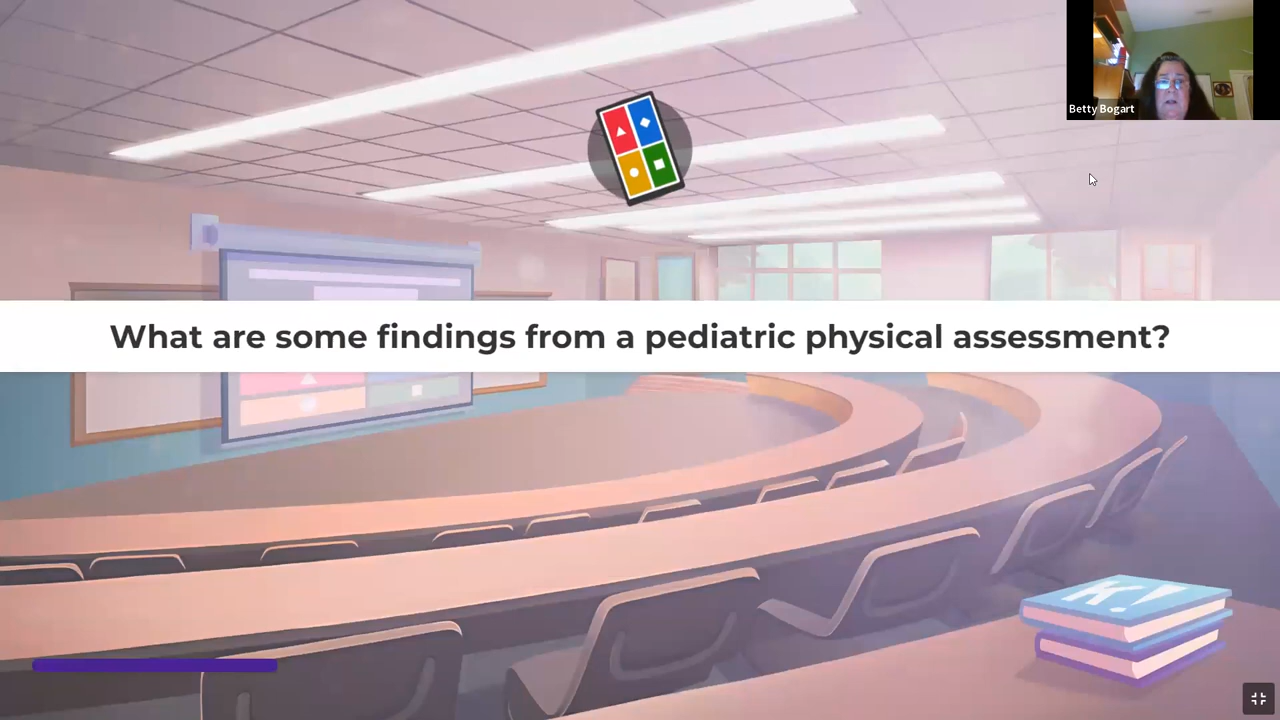 Betty Bogart
What are some findings from a pediatric physical assessment?
K!